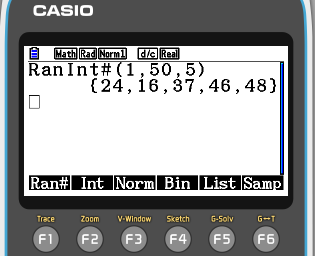 CASIO
Math Rad Norm1 d/c Real
RanInt#(1,50,5)
{24,16,37,46,48}
Ran# Int Norm Bin List Samp
Trace Zoom V-Window Sketch G-Solv G↔T
F1 F2 F3 F4 F5 F6